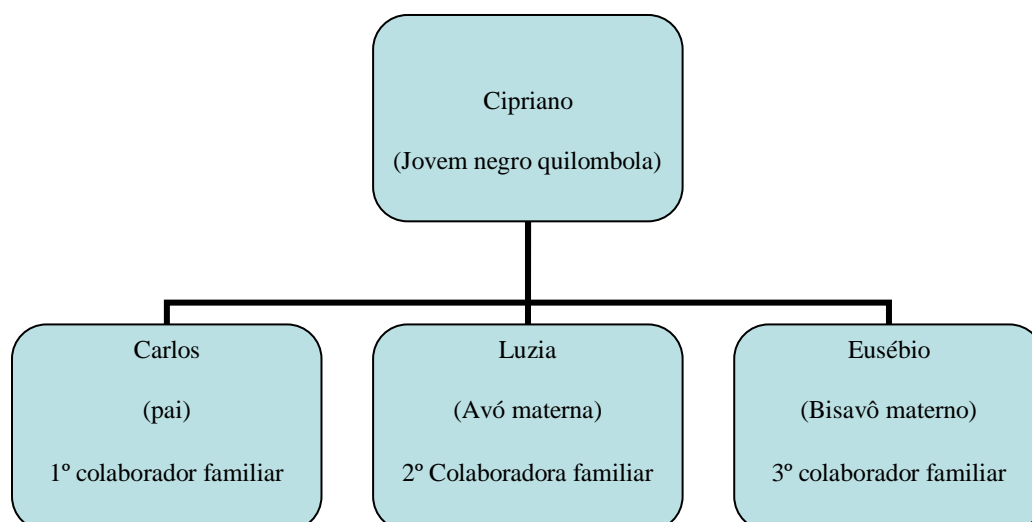 Cipriano
(Jovem negro quilombola)
Carlos
(pai)
1º colaborador familiar
Luzia
(Avó materna)
2º Colaboradora familiar
Eusébio
(Bisavô materno)
3º colaborador familiar